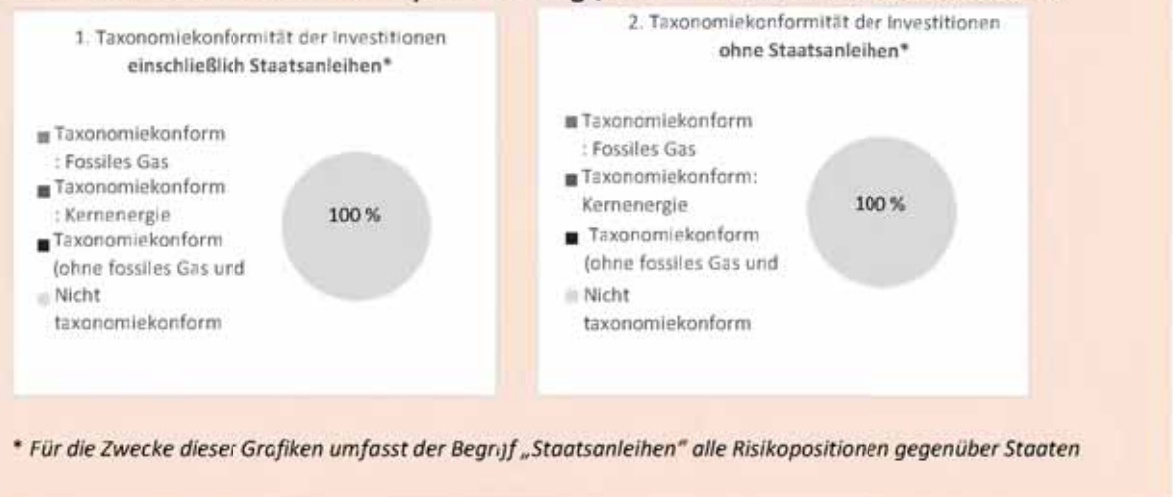 1. Taxonomiekonformität der Investitionen
einschließlich Staatsanleihen*
Taxonomiekonform
: Fossiles Gas
Taxonomiekonform
: Kernenergie
Taxonomiekonform
(ohne fossiles Gas und
Nicht
taxonomiekonform
100 %
2. Taxonomiekonformität der Investitionen
ohne Staatsanleihen*
Taxonomiekonform
: Fossiles Gas
Taxonomiekonform:
Kernenergie
Taxonomiekonform
(ohne fossiles Gas und
Nicht
taxonomiekonform
100 %
* Für die Zwecke dieser Grafiken umfasst der Begriff „Staatsanleihen“ alle Risikopositionen gegenüber Staaten